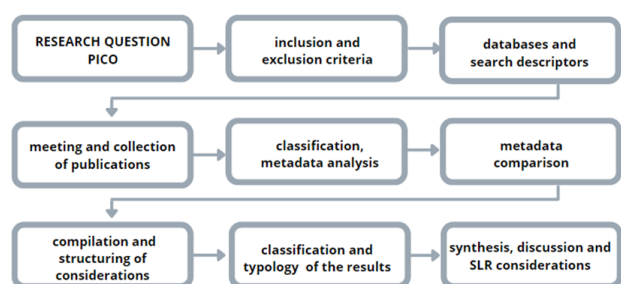 RESEARCH QUESTION
PICO
inclusion and
exclusion criteria
databases and
search descriptors
meeting and collection
of publications
classification,
metadata analysis
metadata
comparison
compilation and
structuring of
considerations
classification and
typology of the results
synthesis, discussion and
SLR considerations